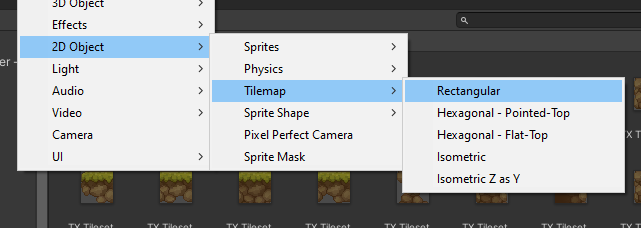 3D Object
Effects
2D Object
Light
Audio
Video
Camera
UI
Sprites
Physics
Tilemap
Sprite Shape
Pixel Perfect Camera
Sprite Mask
Rectangular
Hexagonal - Pointed-Top
Hexagonal - Flat-Top
Isometric
Isometric Z as Y
er
TX T
TX Tileset
TX Tileset
TX Tileset
TX Tileset
TX Tileset
TX Tileset
TX Tileset
TX T